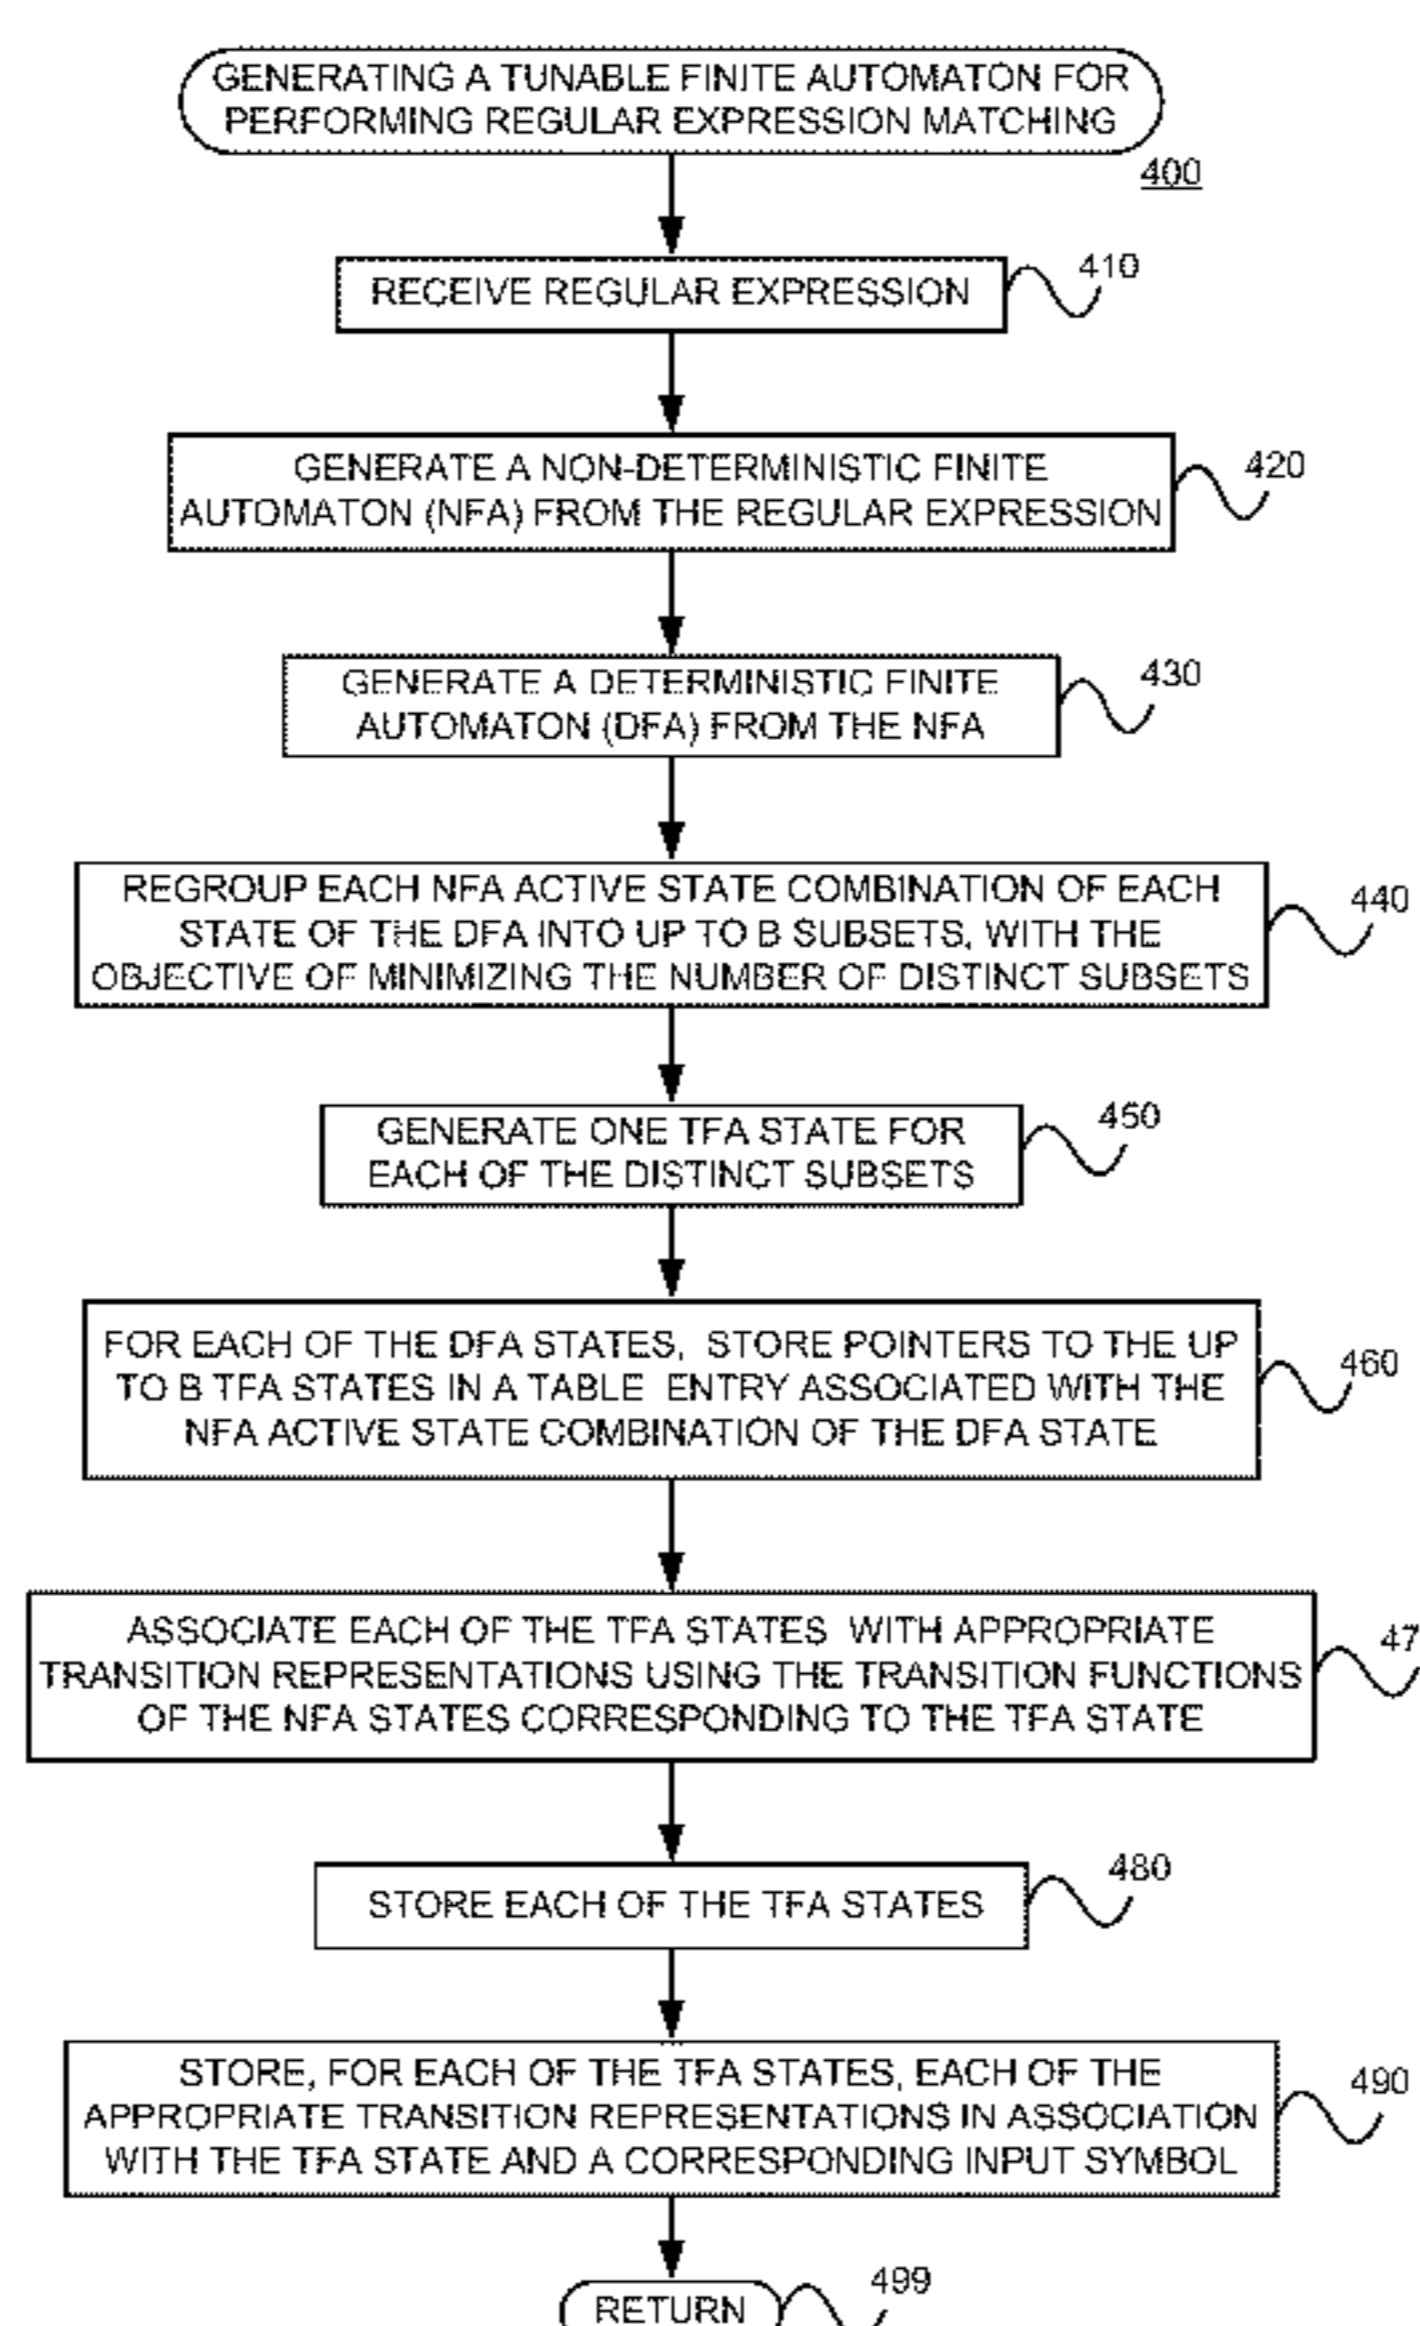 GENERATING A TUNABLE FINITE AUTOMATON FOR
PERFORMING REGULAR EXPRESSION MATCHING
400
RECEIVE REGULAR EXPRESSION
410
GENERATE A NON-DETERMINISTIC FINITE
AUTOMATON (NFA) FROM THE REGULAR EXPRESSION
420
GENERATE A DETERMINISTIC FINITE
AUTOMATON (DFA) FROM THE NFA
430
REGROUP EACH NFA ACTIVE STATE COMBINATION OF EACH
STATE OF THE DFA INTO UP TO B SUBSETS, WITH THE
OBJECTIVE OF MINIMIZING THE NUMBER OF DISTINCT SUBSETS
440
GENERATE ONE TFA STATE FOR
EACH OF THE DISTINCT SUBSETS
450
FOR EACH OF THE DFA STATES, STORE POINTERS TO THE UP
TO B TFA STATES IN A TABLE ENTRY ASSOCIATED WITH THE
NFA ACTIVE STATE COMBINATION OF THE DFA STATE
460
ASSOCIATE EACH OF THE TFA STATES WITH APPROPRIATE
TRANSITION REPRESENTATIONS USING THE TRANSITION FUNCTIONS
OF THE NFA STATES CORRESPONDING TO THE TFA STATE
47
STORE EACH OF THE TFA STATES
480
STORE, FOR EACH OF THE TFA STATES, EACH OF THE
APPROPRIATE TRANSITION REPRESENTATIONS IN ASSOCIATION
WITH THE TFA STATE AND A CORRESPONDING INPUT SYMBOL
490
RETURN
499